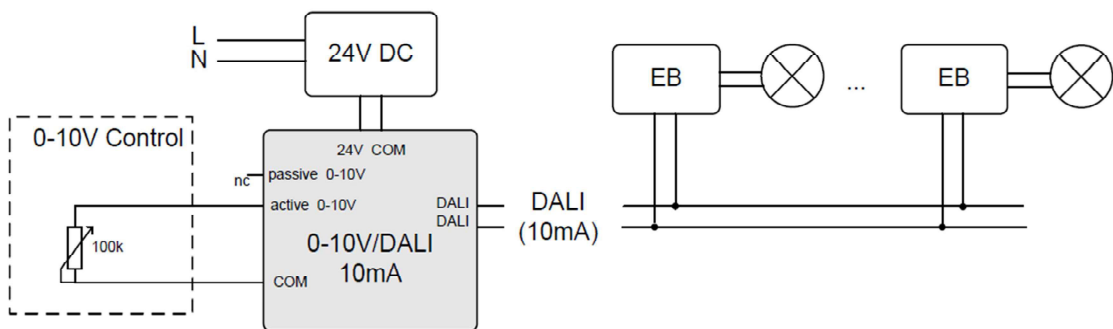 L
N
24V DC
EB
...
EB
0-10V Control
24V COM
nc
passive 0-10V
active 0-10V
DALI
DALI
DALI
(10mA)
100k
0-10V/DALI
10mA
COM